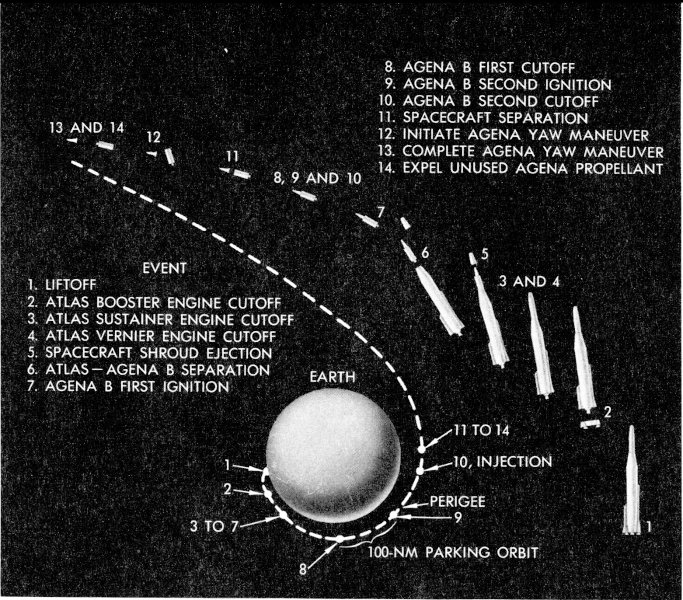 8. AGENA B FIRST CUTOFF
9. AGENA B SECOND IGNITION
10. AGENA B SECOND CUTOFF
11. SPACECRAFT SEPARATION
12. INITIATE AGENA YAW MANEUVER
13. COMPLETE AGENA YAW MANEUVER
14. EXPEL UNUSED AGENA PROPELLANT
13 AND 14
12
11
8, 9 AND 10
7
6
5
3 AND 4
2
1
EVENT
1. LIFTOFF
2. ATLAS BOOSTER ENGINE CUTOFF
3. ATLAS SUSTAINER ENGINE CUTOFF
4. ATLAS VERNIER ENGINE CUTOFF
5. SPACECRAFT SHROUD EJECTION
6. ATLAS—AGENA B SEPARATION
7. AGENA B FIRST IGNITION
EARTH
11 TO 14
10, INJECTION
PERIGEE
9
1
2
3 TO 7
8
100-NM PARKING ORBIT